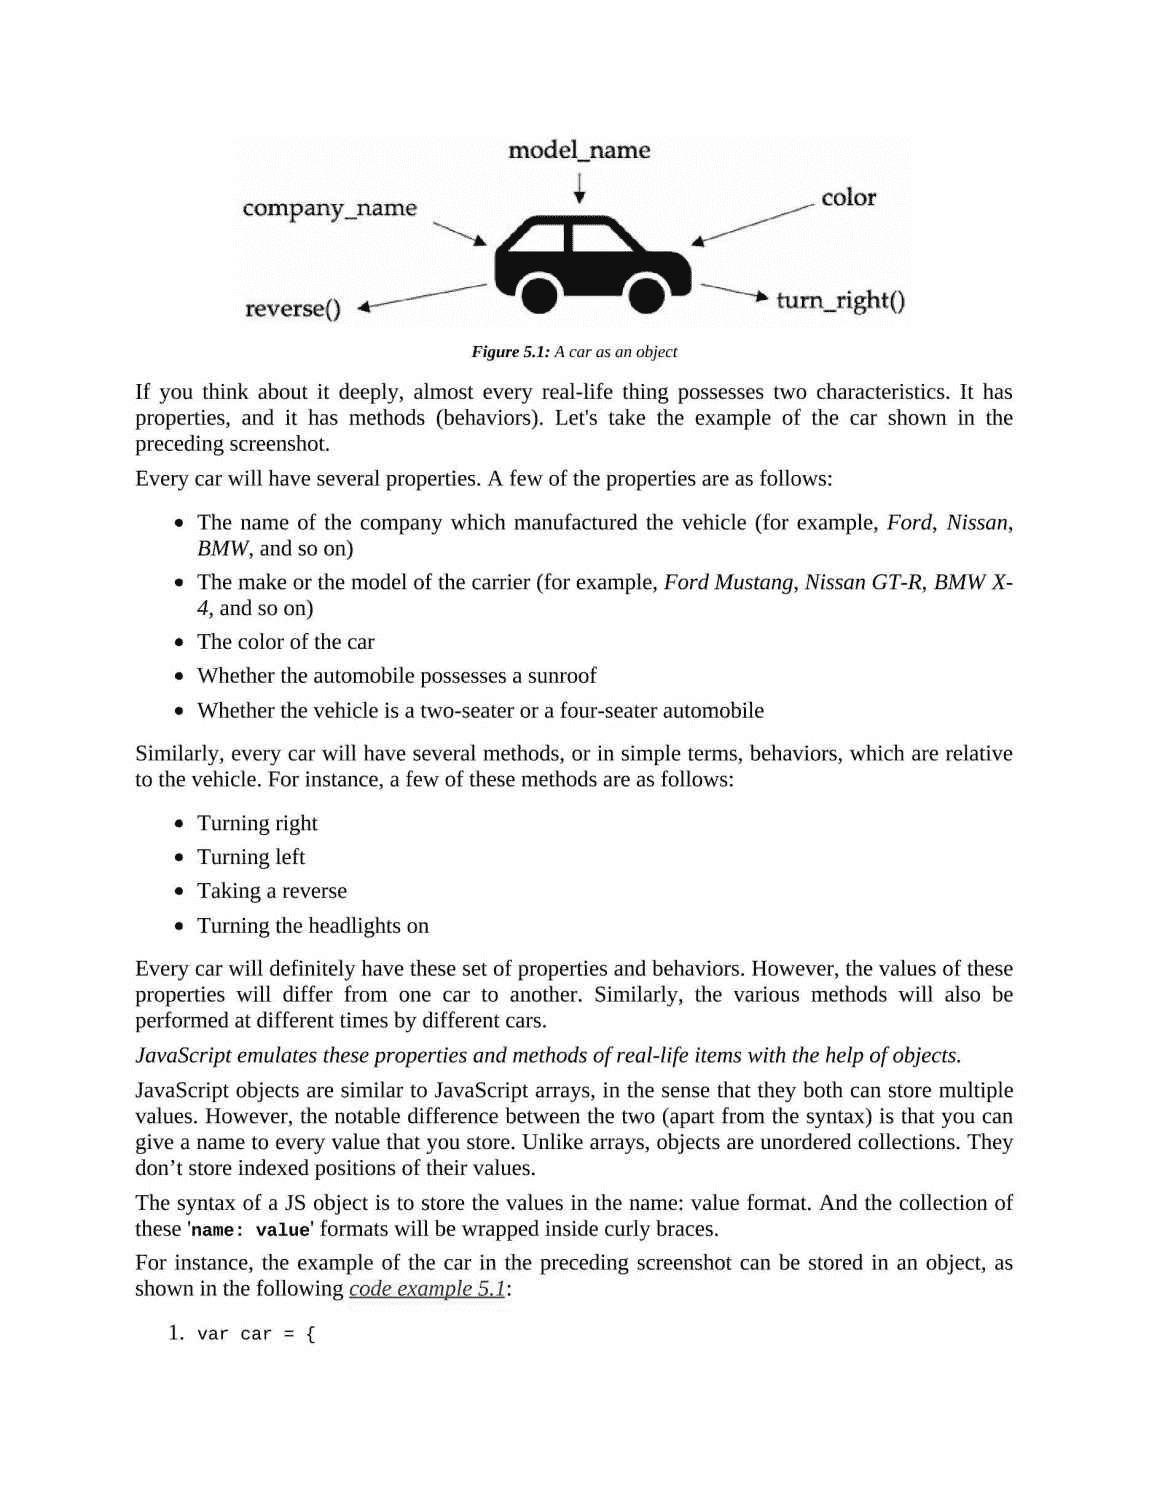 model_name
company_name
color
reverse()
turn_right()
Figure 5.1: A car as an object
If you think about it deeply, almost every real-life thing possesses two characteristics. It has
properties, and it has methods (behaviors). Let's take the example of the car shown in the
preceding screenshot.
Every car will have several properties. A few of the properties are as follows:
• The name of the company which manufactured the vehicle (for example, Ford, Nissan,
BMW, and so on)
• The make or the model of the carrier (for example, Ford Mustang, Nissan GT-R, BMW X-
4, and so on)
• The color of the car
• Whether the automobile possesses a sunroof
• Whether the vehicle is a two-seater or a four-seater automobile
Similarly, every car will have several methods, or in simple terms, behaviors, which are relative
to the vehicle. For instance, a few of these methods are as follows:
• Turning right
• Turning left
• Taking a reverse
• Turning the headlights on
Every car will definitely have these set of properties and behaviors. However, the values of these
properties will differ from one car to another. Similarly, the various methods will also be
performed at different times by different cars.
JavaScript emulates these properties and methods of real-life items with the help of objects.
JavaScript objects are similar to JavaScript arrays, in the sense that they both can store multiple
values. However, the notable difference between the two (apart from the syntax) is that you can
give a name to every value that you store. Unlike arrays, objects are unordered collections. They
don’t store indexed positions of their values.
The syntax of a JS object is to store the values in the name: value format. And the collection of
these 'name: value' formats will be wrapped inside curly braces.
For instance, the example of the car in the preceding screenshot can be stored in an object, as
shown in the following code example 5.1:
1. var car = {